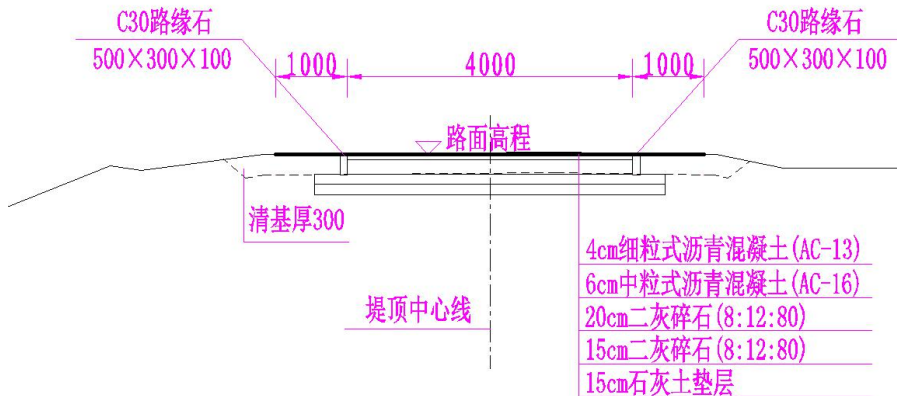 C30路缘石
500×300×100
C30路缘石
500×300×100
1000
4000
1000
路面高程
清基厚300
堤顶中心线
4cm细粒式沥青混凝土(AC-13)
6cm中粒式沥青混凝土(AC-16)
20cm二灰碎石(8:12:80)
15cm二灰碎石(8:12:80)
15cm石灰土垫层